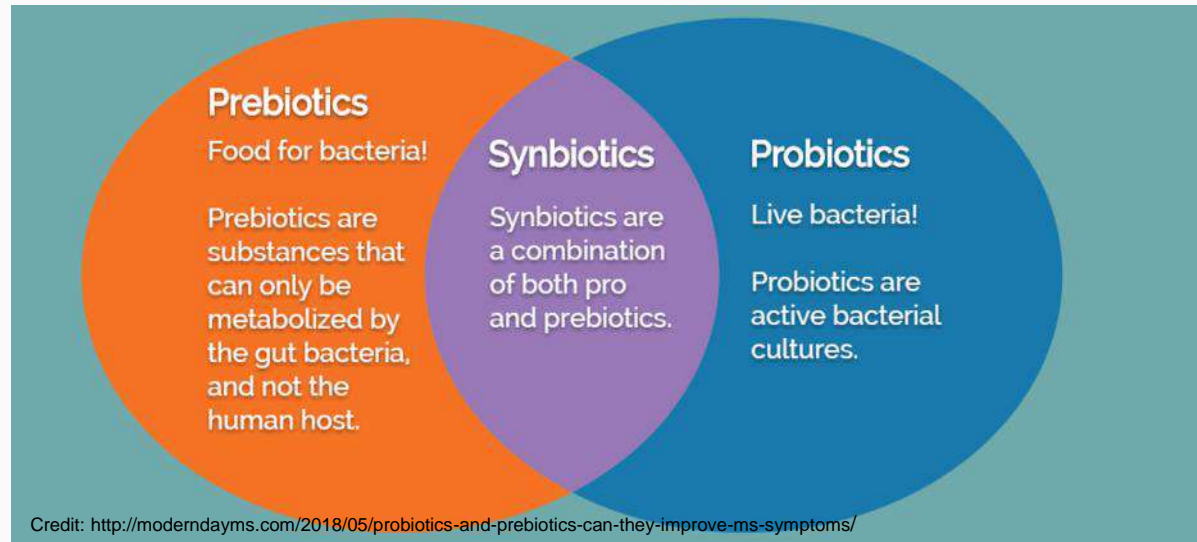 Prebiotics
Food for bacteria!
Prebiotics are
substances that
can only be
metabolized by
the gut bacteria,
and not the
human host.
Synbiotics
Synbiotics are
a combination
of both pro
and prebiotics.
Probiotics
Live bacteria!
Probiotics are
active bacterial
cultures.
Credit: http://moderndayms.com/2018/05/probiotics-and-prebiotics-can-they-improve-ms-symptoms/